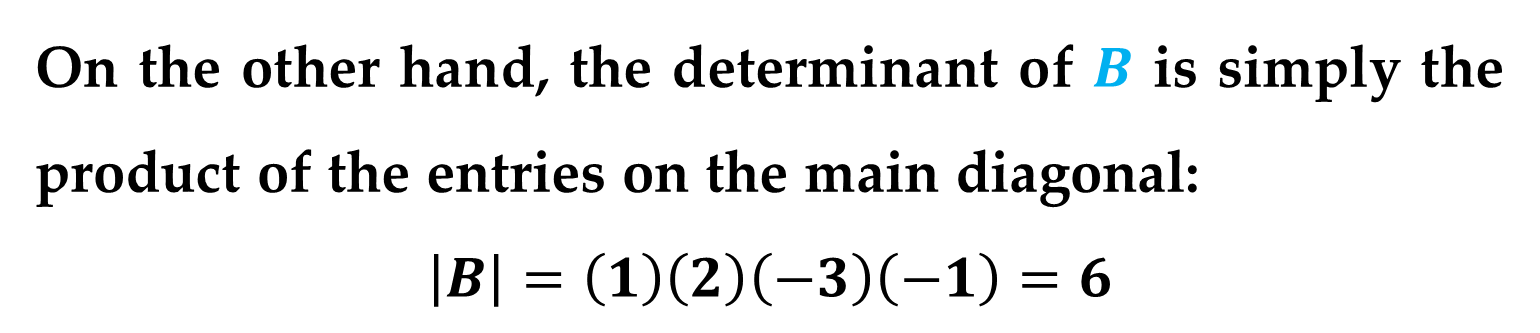 On the other hand, the determinant of B is simply the
product of the entries on the main diagonal:
|B| = (1)(2)(−3)(−1) = 6